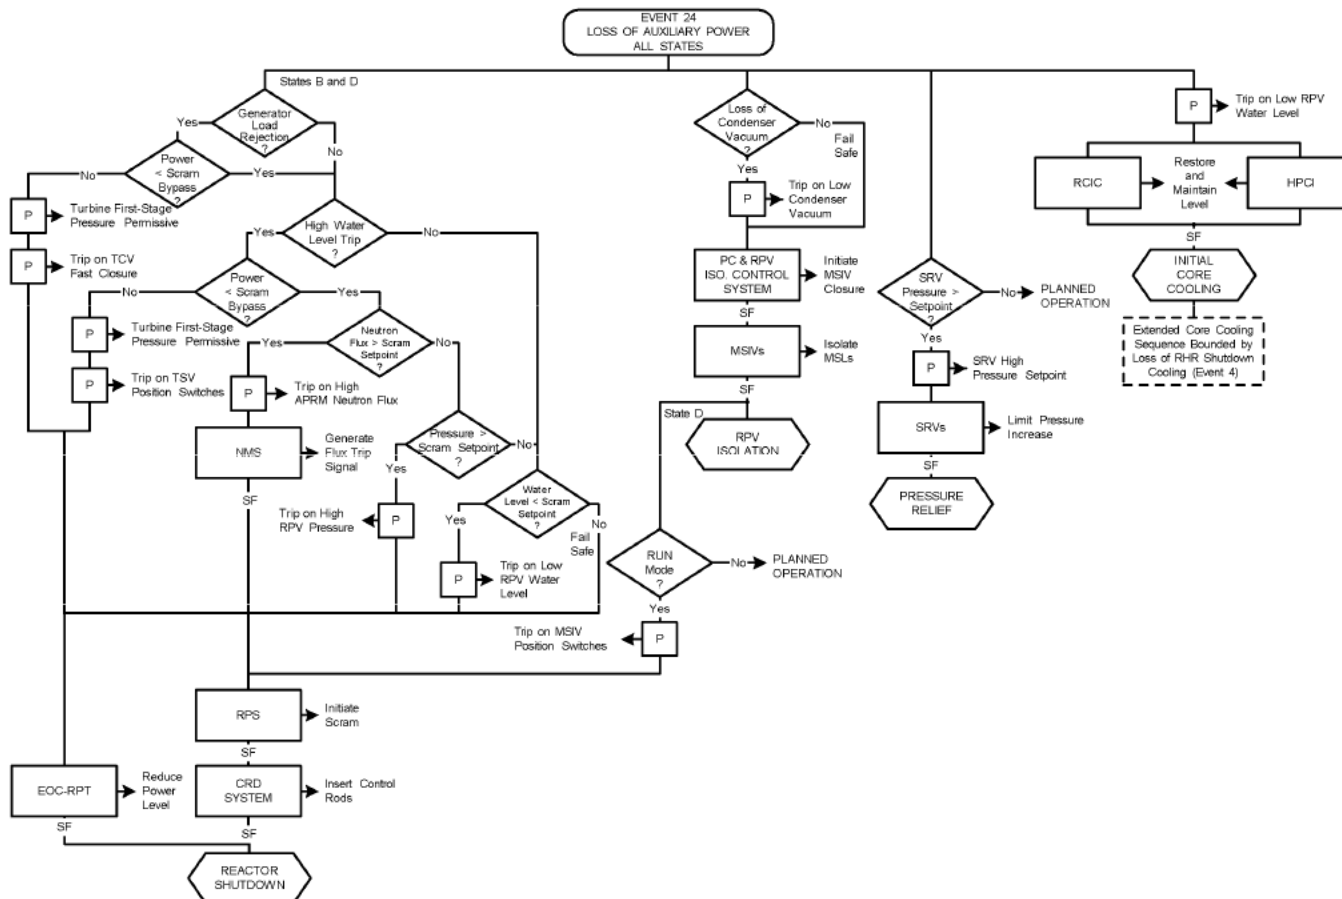 EVENT 24
LOSS OF AUXILIARY POWER
ALL STATES
States B and D
Generator
Load
Rejection
?
Yes
No
Power
< Scram
Bypass
?
No
Yes
P
Turbine First-Stage
Pressure Permissive
P
Trip on TCV
Fast Closure
High Water
Level Trip
?
Yes
No
Power
< Scram
Bypass?
No
Yes
P
Turbine First-Stage
Pressure Permissive
P
Trip on TSV
Position Switches
Neutron
Flux > Scram
Setpoint
?
Yes
No
P
Trip on High
APRM Neutron Flux
NMS
Generate
Flux Trip
Signal
SF
Pressure >
Scram Setpoint
?
Yes
No
P
Trip on High
RPV Pressure
Water
Level < Scram
Setpoint
?
Yes
No
Fail
Safe
P
Trip on Low
RPV Water
Level
Loss of
Condenser
Vacuum?
No
Fail
Safe
Yes
P
Trip on Low
Condenser
Vacuum
PC & RPV
ISO. CONTROL
SYSTEM
Initiate
MSIV
Closure
SF
MSIVs
Isolate
MSLs
SF
State D
RPV
ISOLATION
RUN
Mode
?
No
PLANNED
OPERATION
Yes
P
Trip on MSIV
Position Switches
SRV
Pressure >
Setpoint
?
No
PLANNED
OPERATION
Yes
P
SRV High
Pressure Setpoint
SRVs
Limit Pressure
Increase
SF
PRESSURE
RELIEF
P
Trip on Low RPV
Water Level
RCIC
Restore
and
Maintain
Level
HPCI
SF
INITIAL
CORE
COOLING
Extended Core Cooling
Sequence Bounded by
Loss of RHR Shutdown
Cooling (Event 4)
RPS
Initiate
Scram
SF
EOC-RPT
Reduce
Power
Level
SF
CRD
SYSTEM
Insert Control
Rods
SF
REACTOR
SHUTDOWN